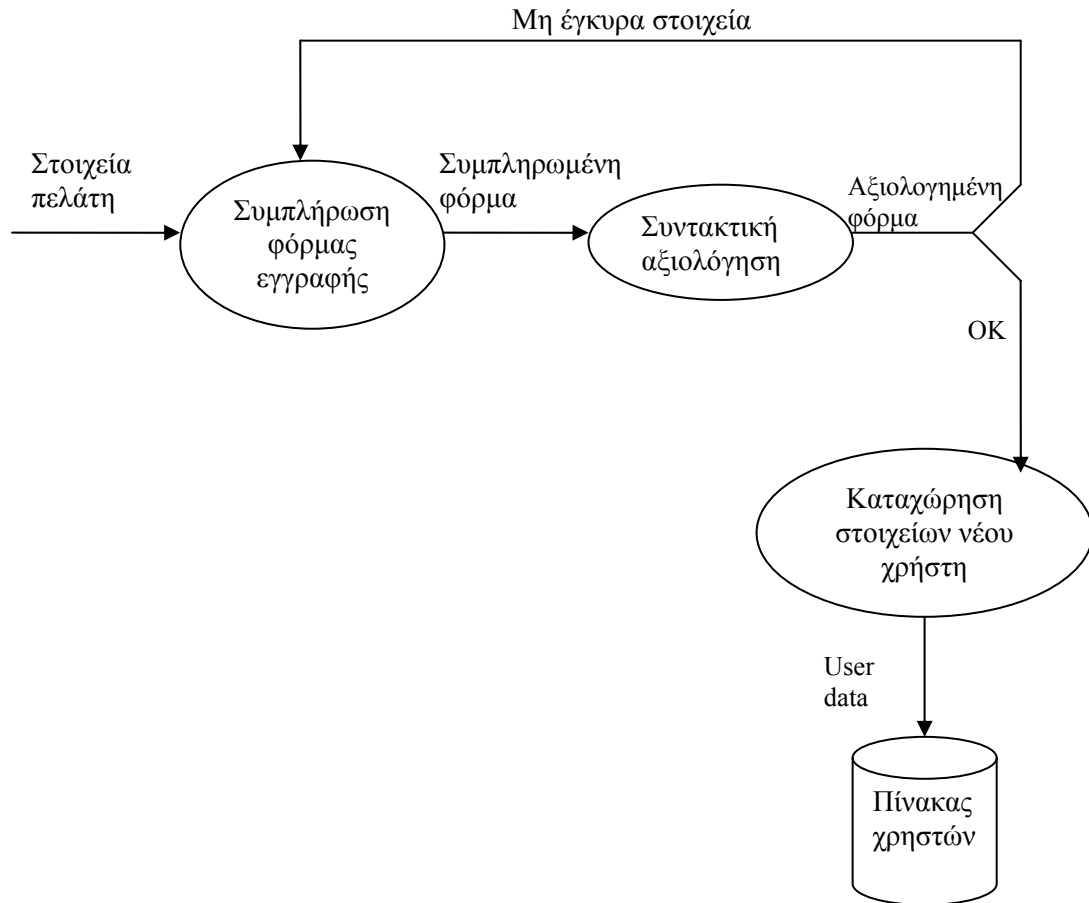 Μη έγκυρα στοιχεία
Στοιχεία
πελάτη
Συμπλήρωση
φόρμας
εγγραφής
Συμπληρωμένη
φόρμα
Συντακτική
αξιολόγηση
Αξιολογημένη
φόρμα
OK
Καταχώρηση
στοιχείων νέου
χρήστη
User
data
Πίνακας
χρηστών